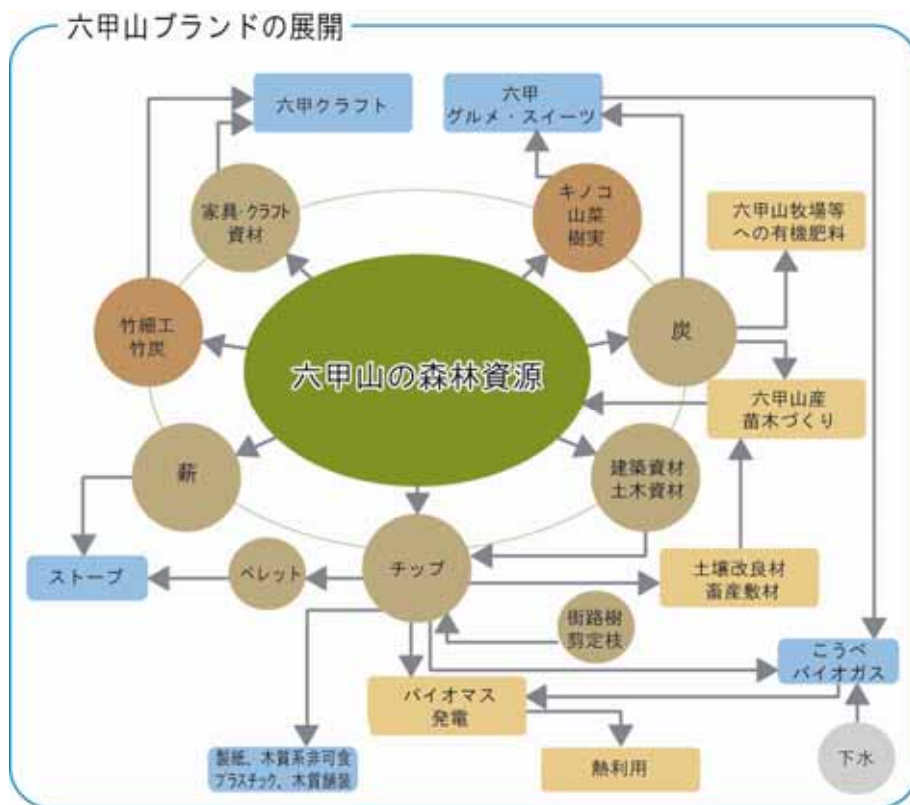 六甲山ブランドの展開
六甲クラフト
六甲
グルメ・スイーツ
家具・クラフト
資材
キノコ
山菜
樹実
六甲山牧場等
への有機肥料
竹細工
竹炭
炭
六甲山の森林資源
六甲山産
苗木づくり
薪
建築資材
土木資材
ストーブ
ペレット
チップ
土壌改良材
畜産敷材
街路樹
剪定枝
こうべ
バイオガス
バイオマス
発電
製紙、木質系非可食
プラスチック、木質舗装
熱利用
下水